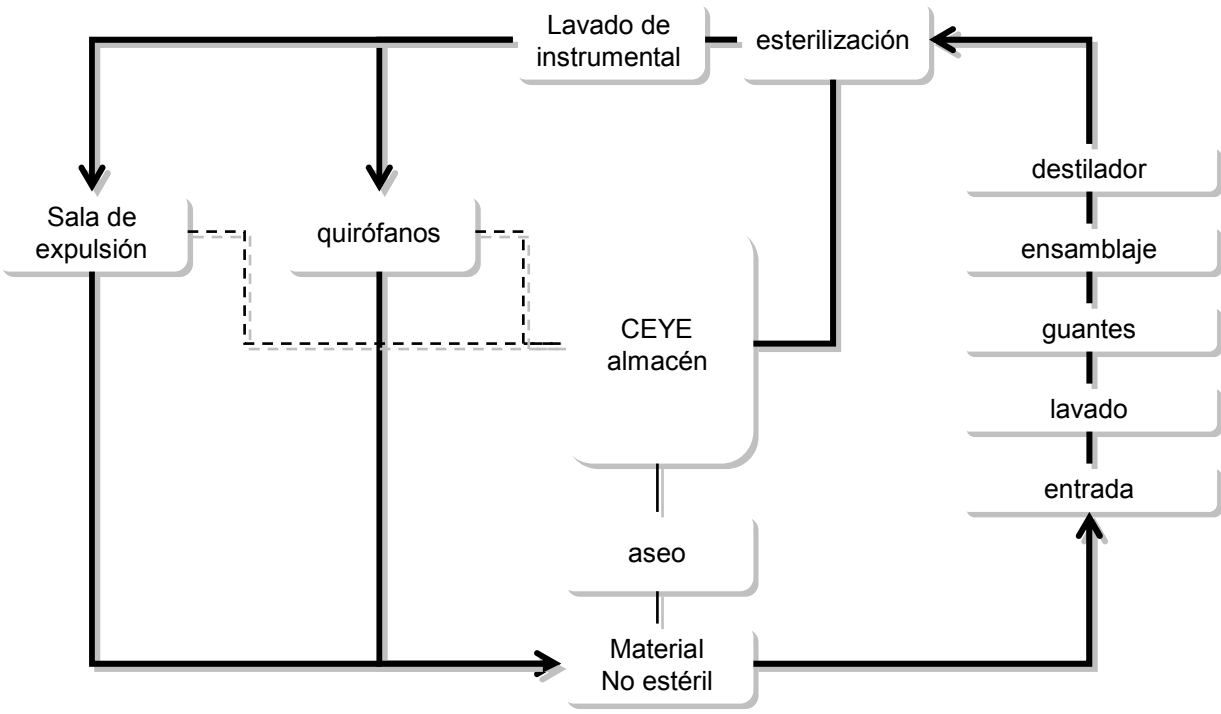 Lavado de
instrumental
esterilización
destilador
Sala de
expulsión
quirófanos
ensamblaje
CEYE
almacén
guantes
lavado
entrada
aseo
Material
No estéril